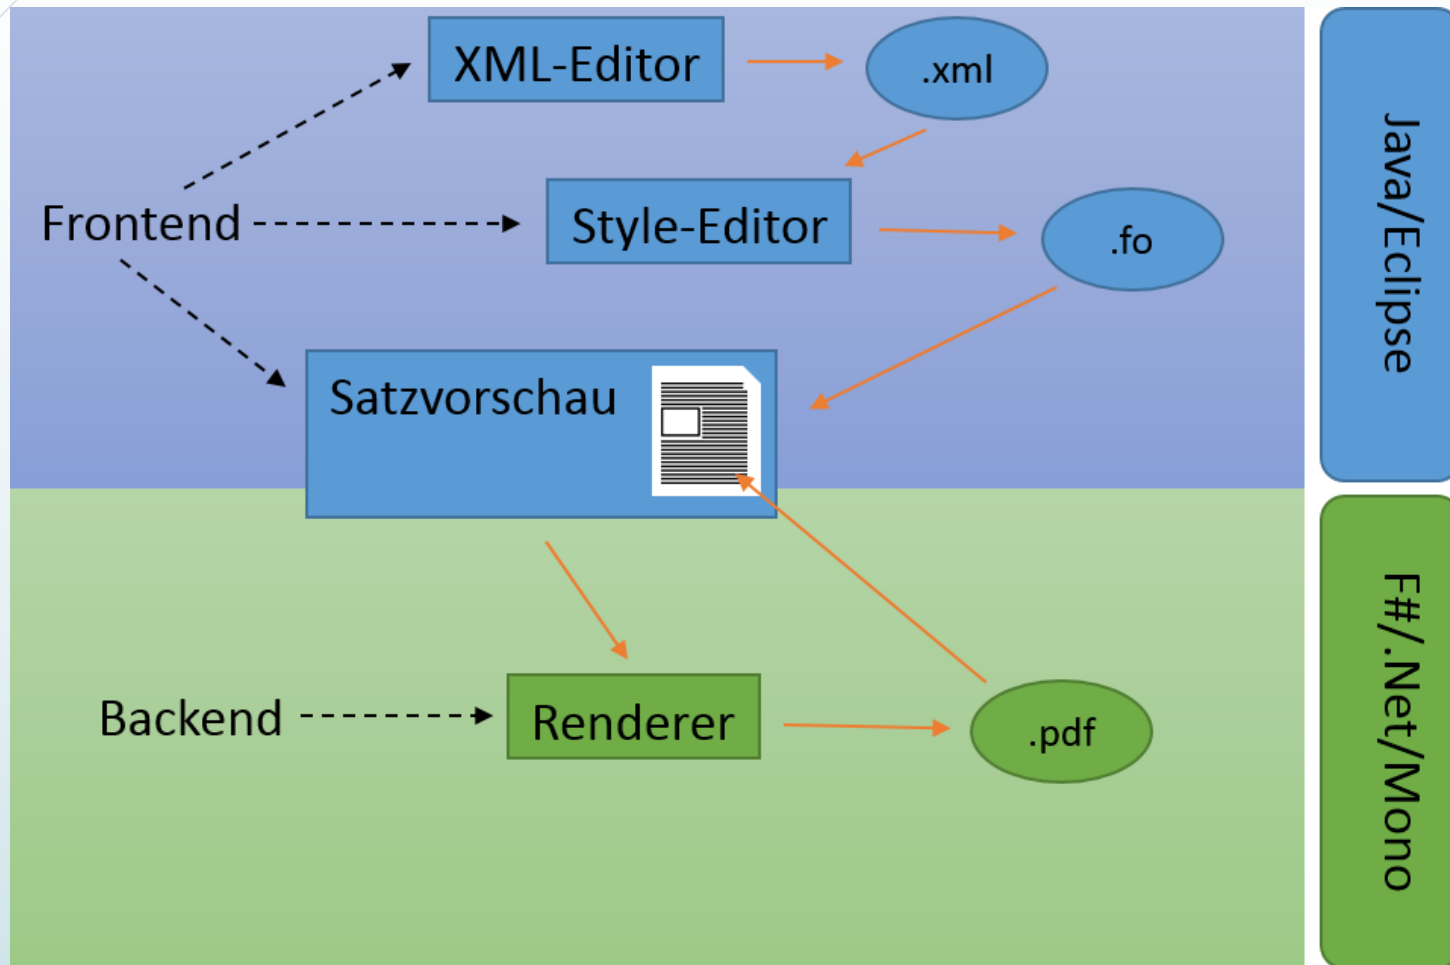 XML-Editor
.xml
Frontend
Style-Editor
.fo
Satzvorschau
Backend
Renderer
.pdf
Java/Eclipse
F#/.Net/Mono